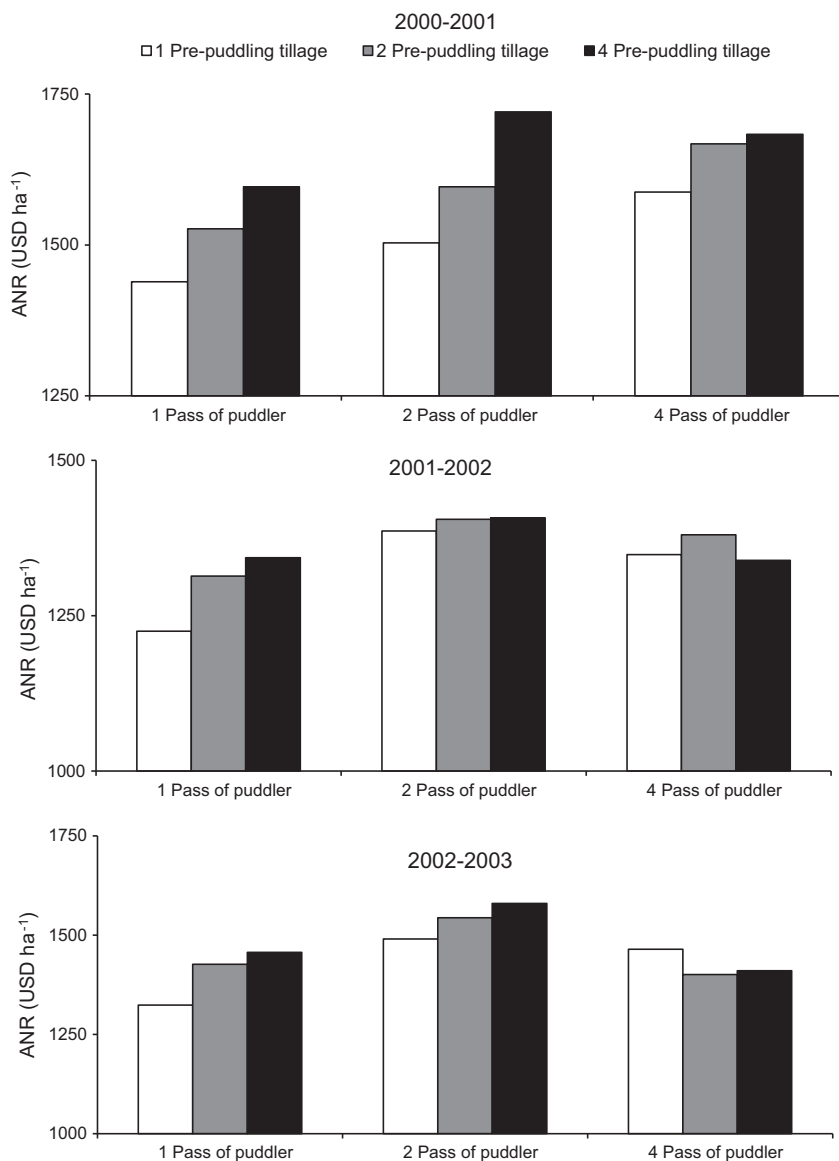 2000-2001
1 Pre-puddling tillage 2 Pre-puddling tillage 4 Pre-puddling tillage
1750
1500
1250
ANR (USD ha-1)
1 Pass of puddler 2 Pass of puddler 4 Pass of puddler
1500
2001-2002
1250
1000
ANR (USD ha-1)
1 Pass of puddler 2 Pass of puddler 4 Pass of puddler
1750
2002-2003
1500
1250
1000
ANR (USD ha-1)
1 Pass of puddler 2 Pass of puddler 4 Pass of puddler